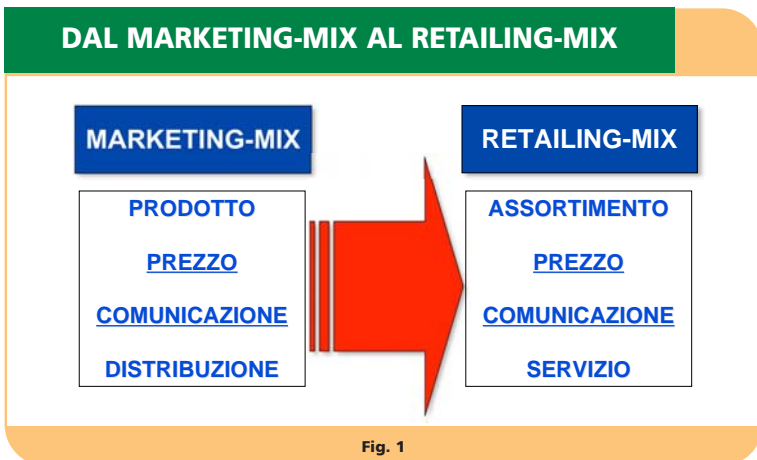 DAL MARKETING-MIX AL RETAILING-MIX
MARKETING-MIX
PRODOTTO
PREZZO
COMUNICAZIONE
DISTRIBUZIONE
RETAILING-MIX
ASSORTIMENTO
PREZZO
COMUNICAZIONE
SERVIZIO
Fig. 1